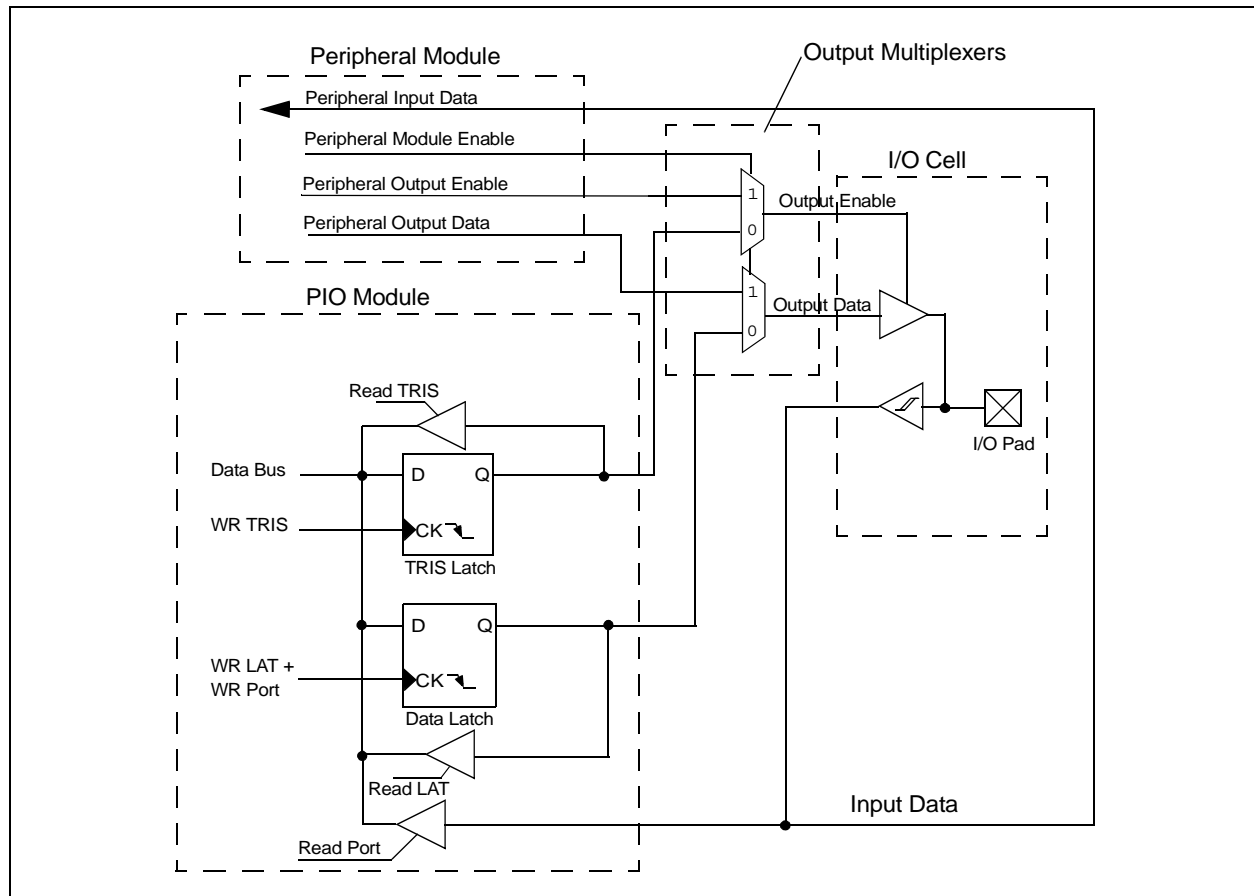 Peripheral Module
Output Multiplexers
Peripheral Input Data
Peripheral Module Enable
I/O Cell
Peripheral Output Enable
1
Output Enable
Peripheral Output Data
0
PIO Module
1
Output Data
0
Read TRIS
I/O Pad
Data Bus
D
Q
WR TRIS
CK
TRIS Latch
D
Q
WR LAT +
WR Port
CK
Data Latch
Read LAT
Input Data
Read Port